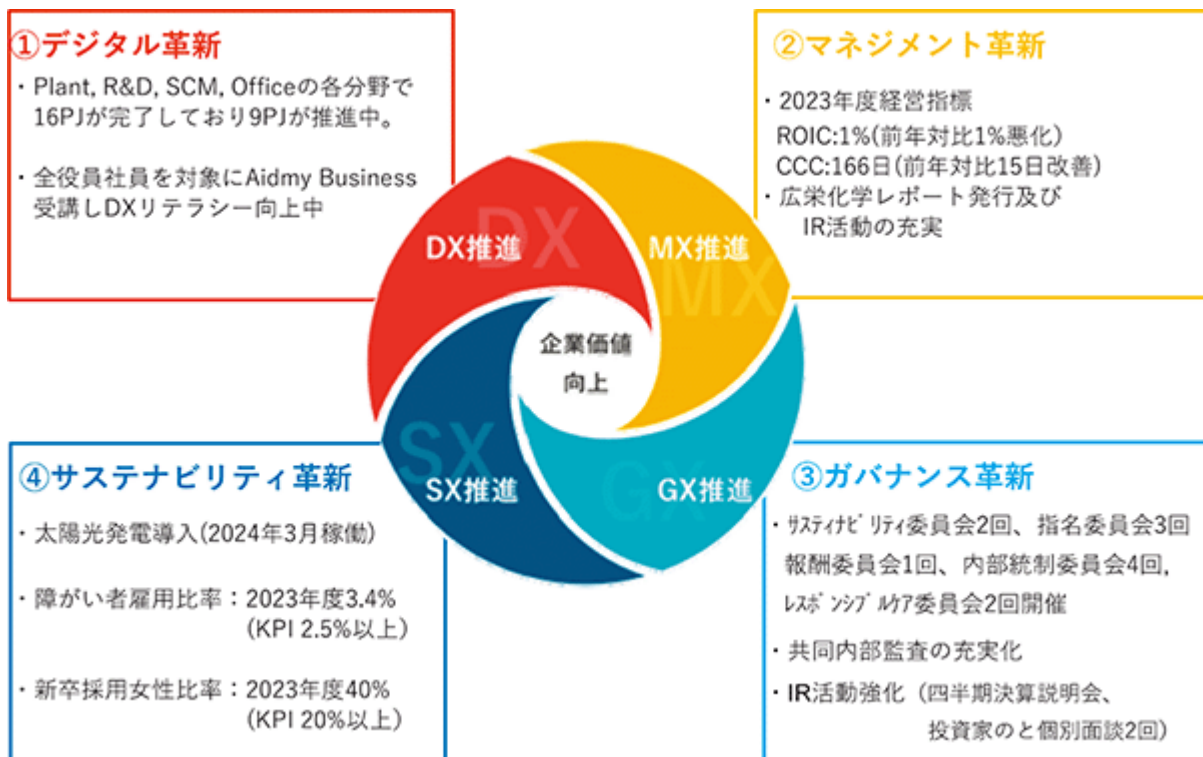 ①デジタル革新
・Plant, R&D, SCM, Officeの各分野で
16PJが完了しており9PJが推進中。
・全役員社員を対象にAidmy Business
受講しDXリテラシー向上中
②マネジメント革新
・2023年度経営指標
ROIC:1%(前年対比1%悪化)
CCC:166日(前年対比15日改善)
・広栄化学レポート発行及び
IR活動の充実
DX
DX推進
MX推進
MX
企業価値
向上
SX
SX推進
GX推進
GX
④サステナビリティ革新
・太陽光発電導入(2024年3月稼働)
・障がい者雇用比率：2023年度3.4%
(KPI 2.5%以上)
・新卒採用女性比率：2023年度40%
(KPI 20%以上)
③ガバナンス革新
・ｻｽﾃｨﾅﾋﾞﾘﾃｨ委員会2回、指名委員会3回
報酬委員会1回、内部統制委員会4回,
ﾚｽﾎﾟﾝｼﾌﾞﾙｹｱ委員会2回開催
・共同内部監査の充実化
・IR活動強化（四半期決算説明会、
投資家のと個別面談2回）